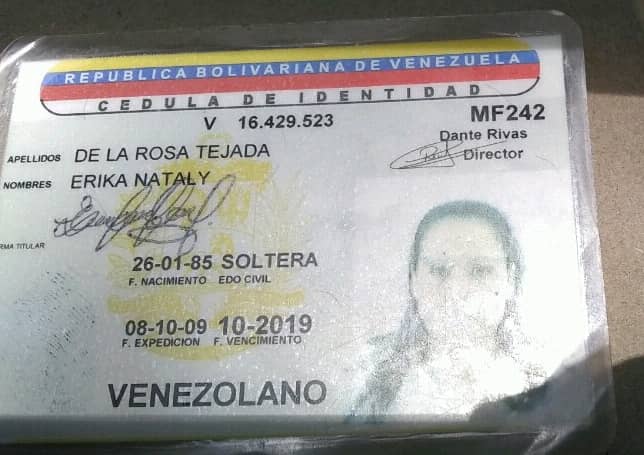 REPUBLICA BOLIVARIANA DE VENEZUELA
CEDULA DE IDENTIDAD
V 16.429.523
MF242
Dante Rivas
Director
APELLIDOS DE LA ROSA TEJADA
NOMBRES ERIKA NATALY
RMA TITULAR
26-01-85 SOLTERA
F. NACIMIENTO EDO CIVIL
08-10-09 10-2019
F. EXPEDICION F. VENCIMIENTO
VENEZOLANO